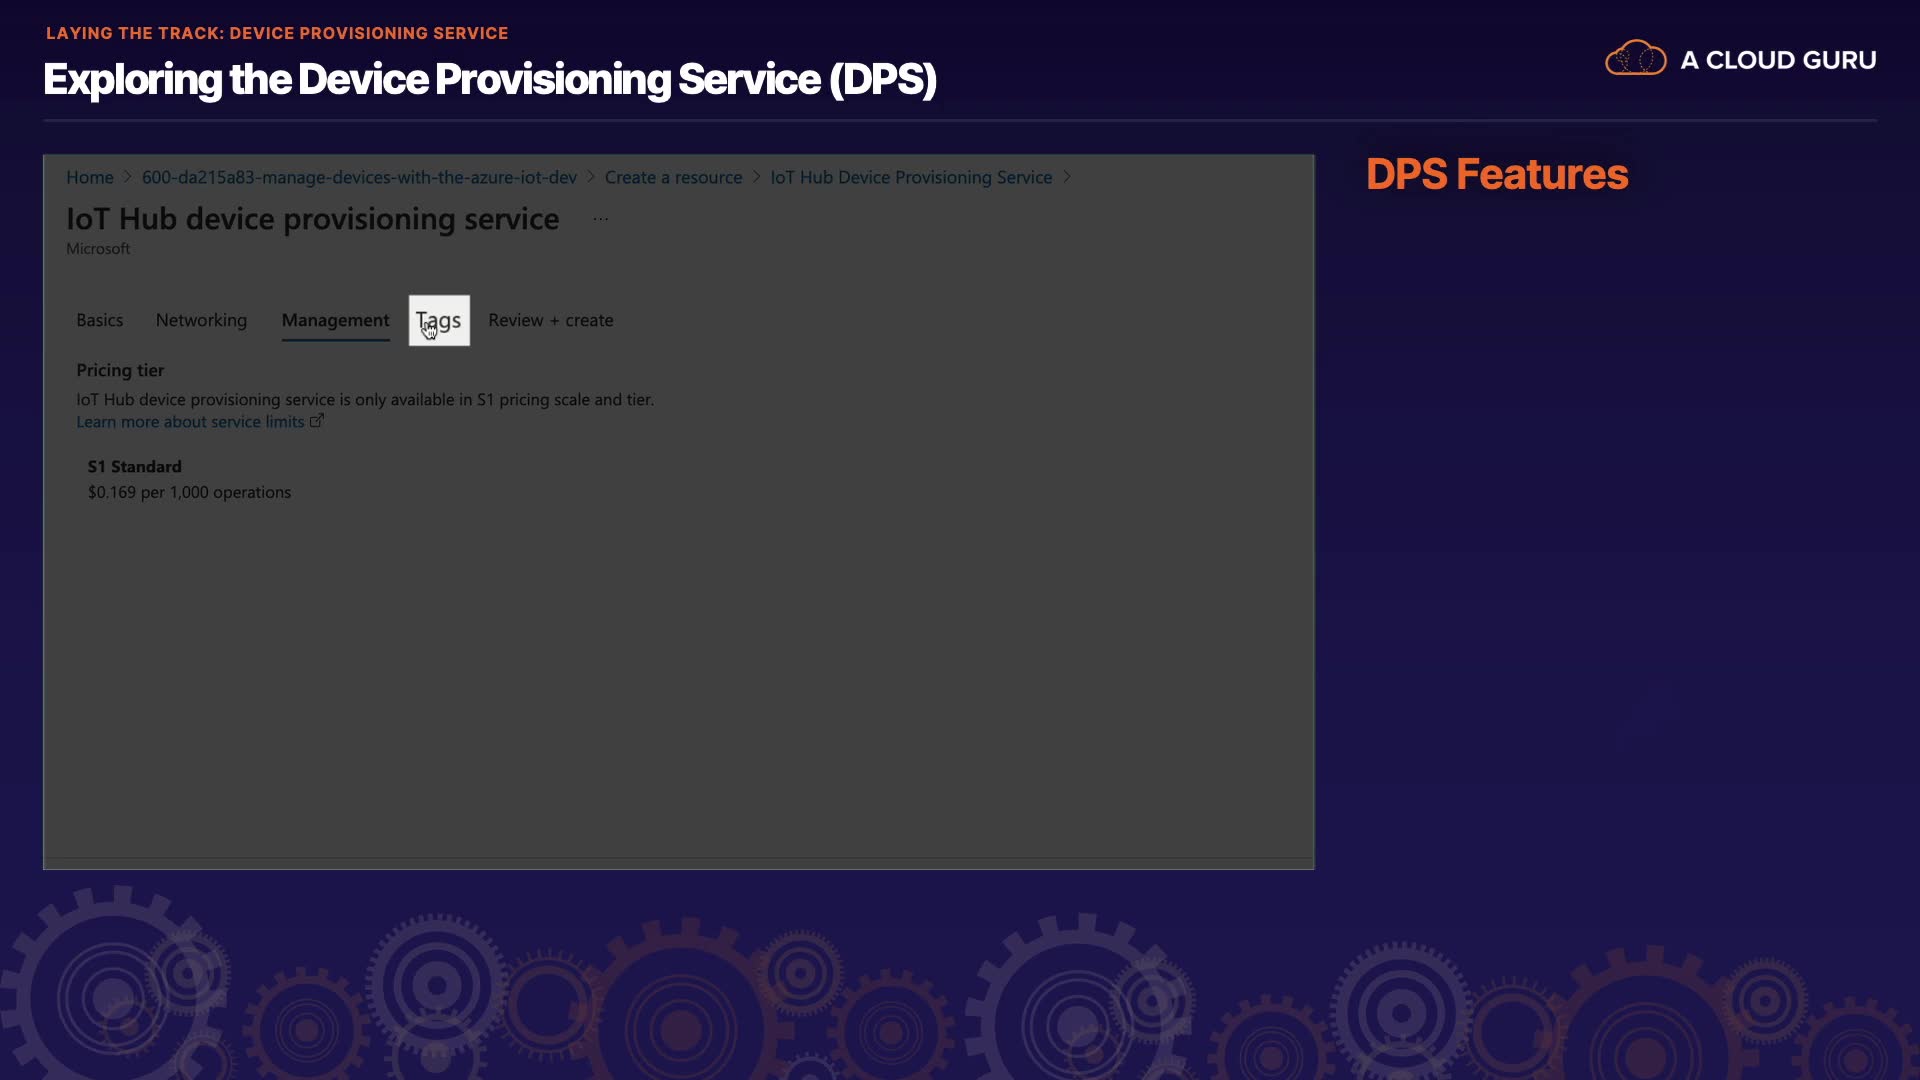 LAYING THE TRACK: DEVICE PROVISIONING SERVICE
Exploring the Device Provisioning Service (DPS)
A CLOUD GURU
Home > 600-da215a83-manage-devices-with-the-azure-iot-dev > Create a resource > IoT Hub Device Provisioning Service >
IoT Hub device provisioning service ...
Microsoft
Basics Networking Management Tags Review + create
Pricing tier
IoT Hub device provisioning service is only available in S1 pricing scale and tier.
Learn more about service limits
S1 Standard
$0.169 per 1,000 operations
DPS Features